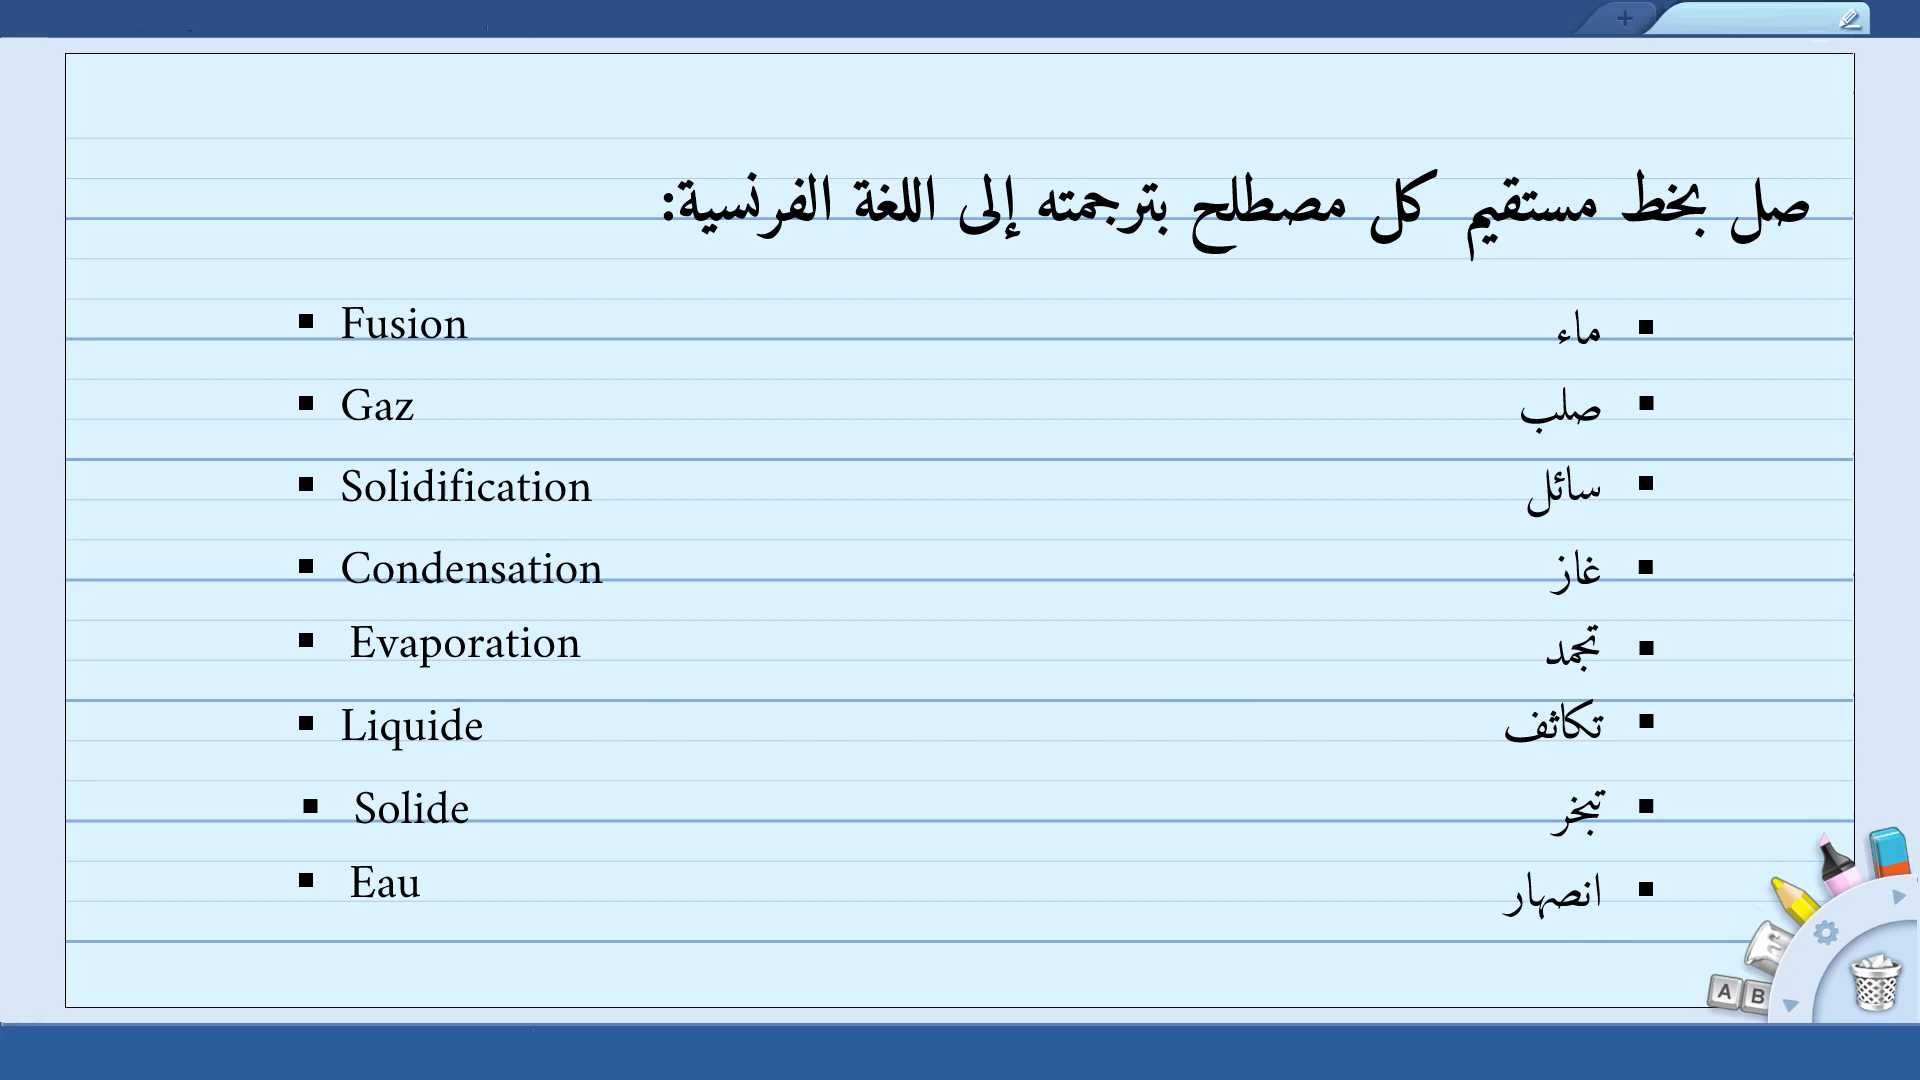 صل بخط مستقيم كل مصطلح بترجمته إلى اللغة الفرنسية:
▪ ماء
▪ صلب
▪ سائل
▪ غاز
▪ تجمد
▪ تكاثف
▪ تبخر
▪ انصهار
▪ Fusion
▪ Gaz
▪ Solidification
▪ Condensation
▪ Evaporation
▪ Liquide
▪ Solide
▪ Eau
A B